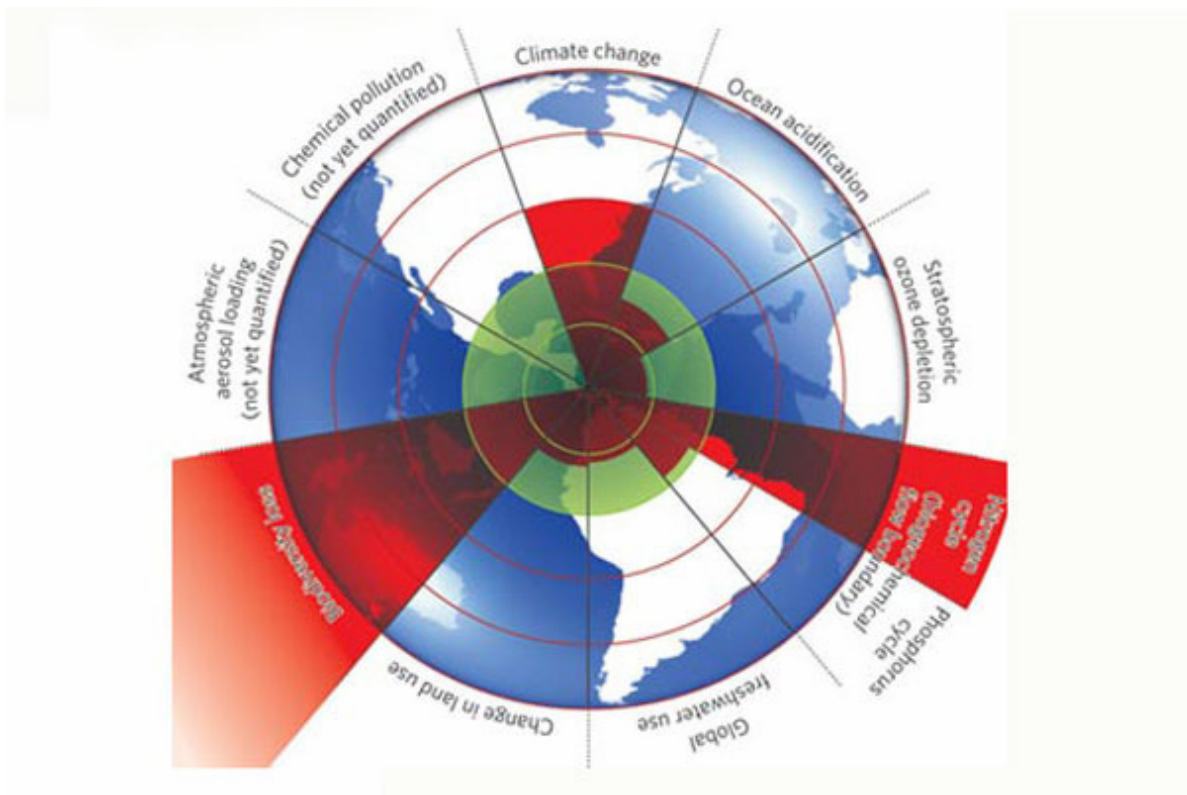 Climate change
Ocean acidification
Stratospheric
ozone depletion
Nitrogen
cycle
(biogeochemical
flow boundary)
Phosphorus
cycle
Global
freshwater use
Change in land use
Biodiversity loss
Atmospheric
aerosol loading
(not yet quantified)
Chemical pollution
(not yet quantified)